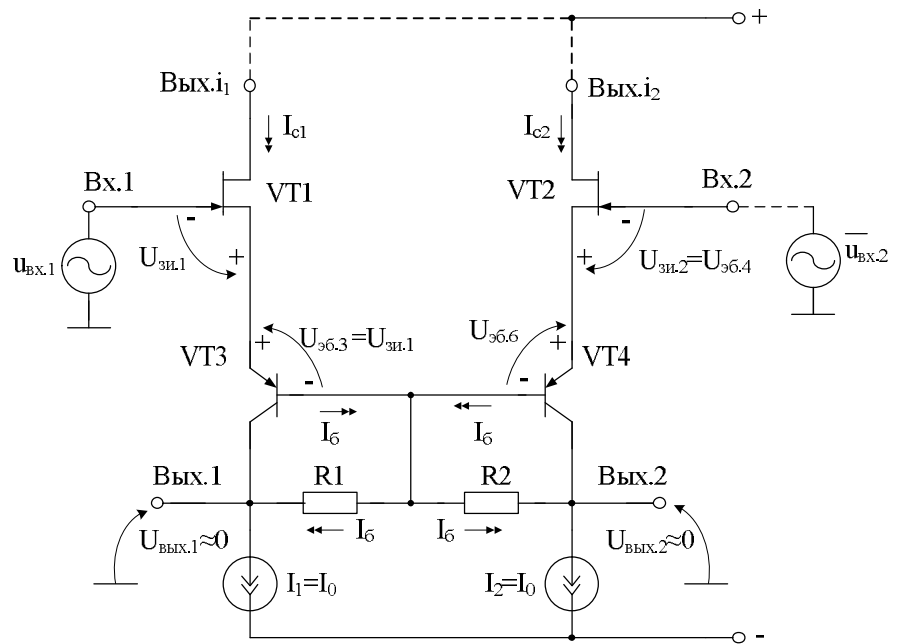 +
Вых.i1
Вых.i2
Iс1
Iс2
Вх.1
VT1
VT2
Вх.2
-
-
uвх.1
Uзи.1
+
+
Uзи.2=Uэб.4
uвх.2
VT3
+
Uэб.3=Uзи.1
Uэб.6
+
VT4
-
-
Iб
Iб
Вых.1
R1
R2
Вых.2
Uвых.1≈0
Iб
Iб
Uвых.2≈0
I1=I0
I2=I0
-